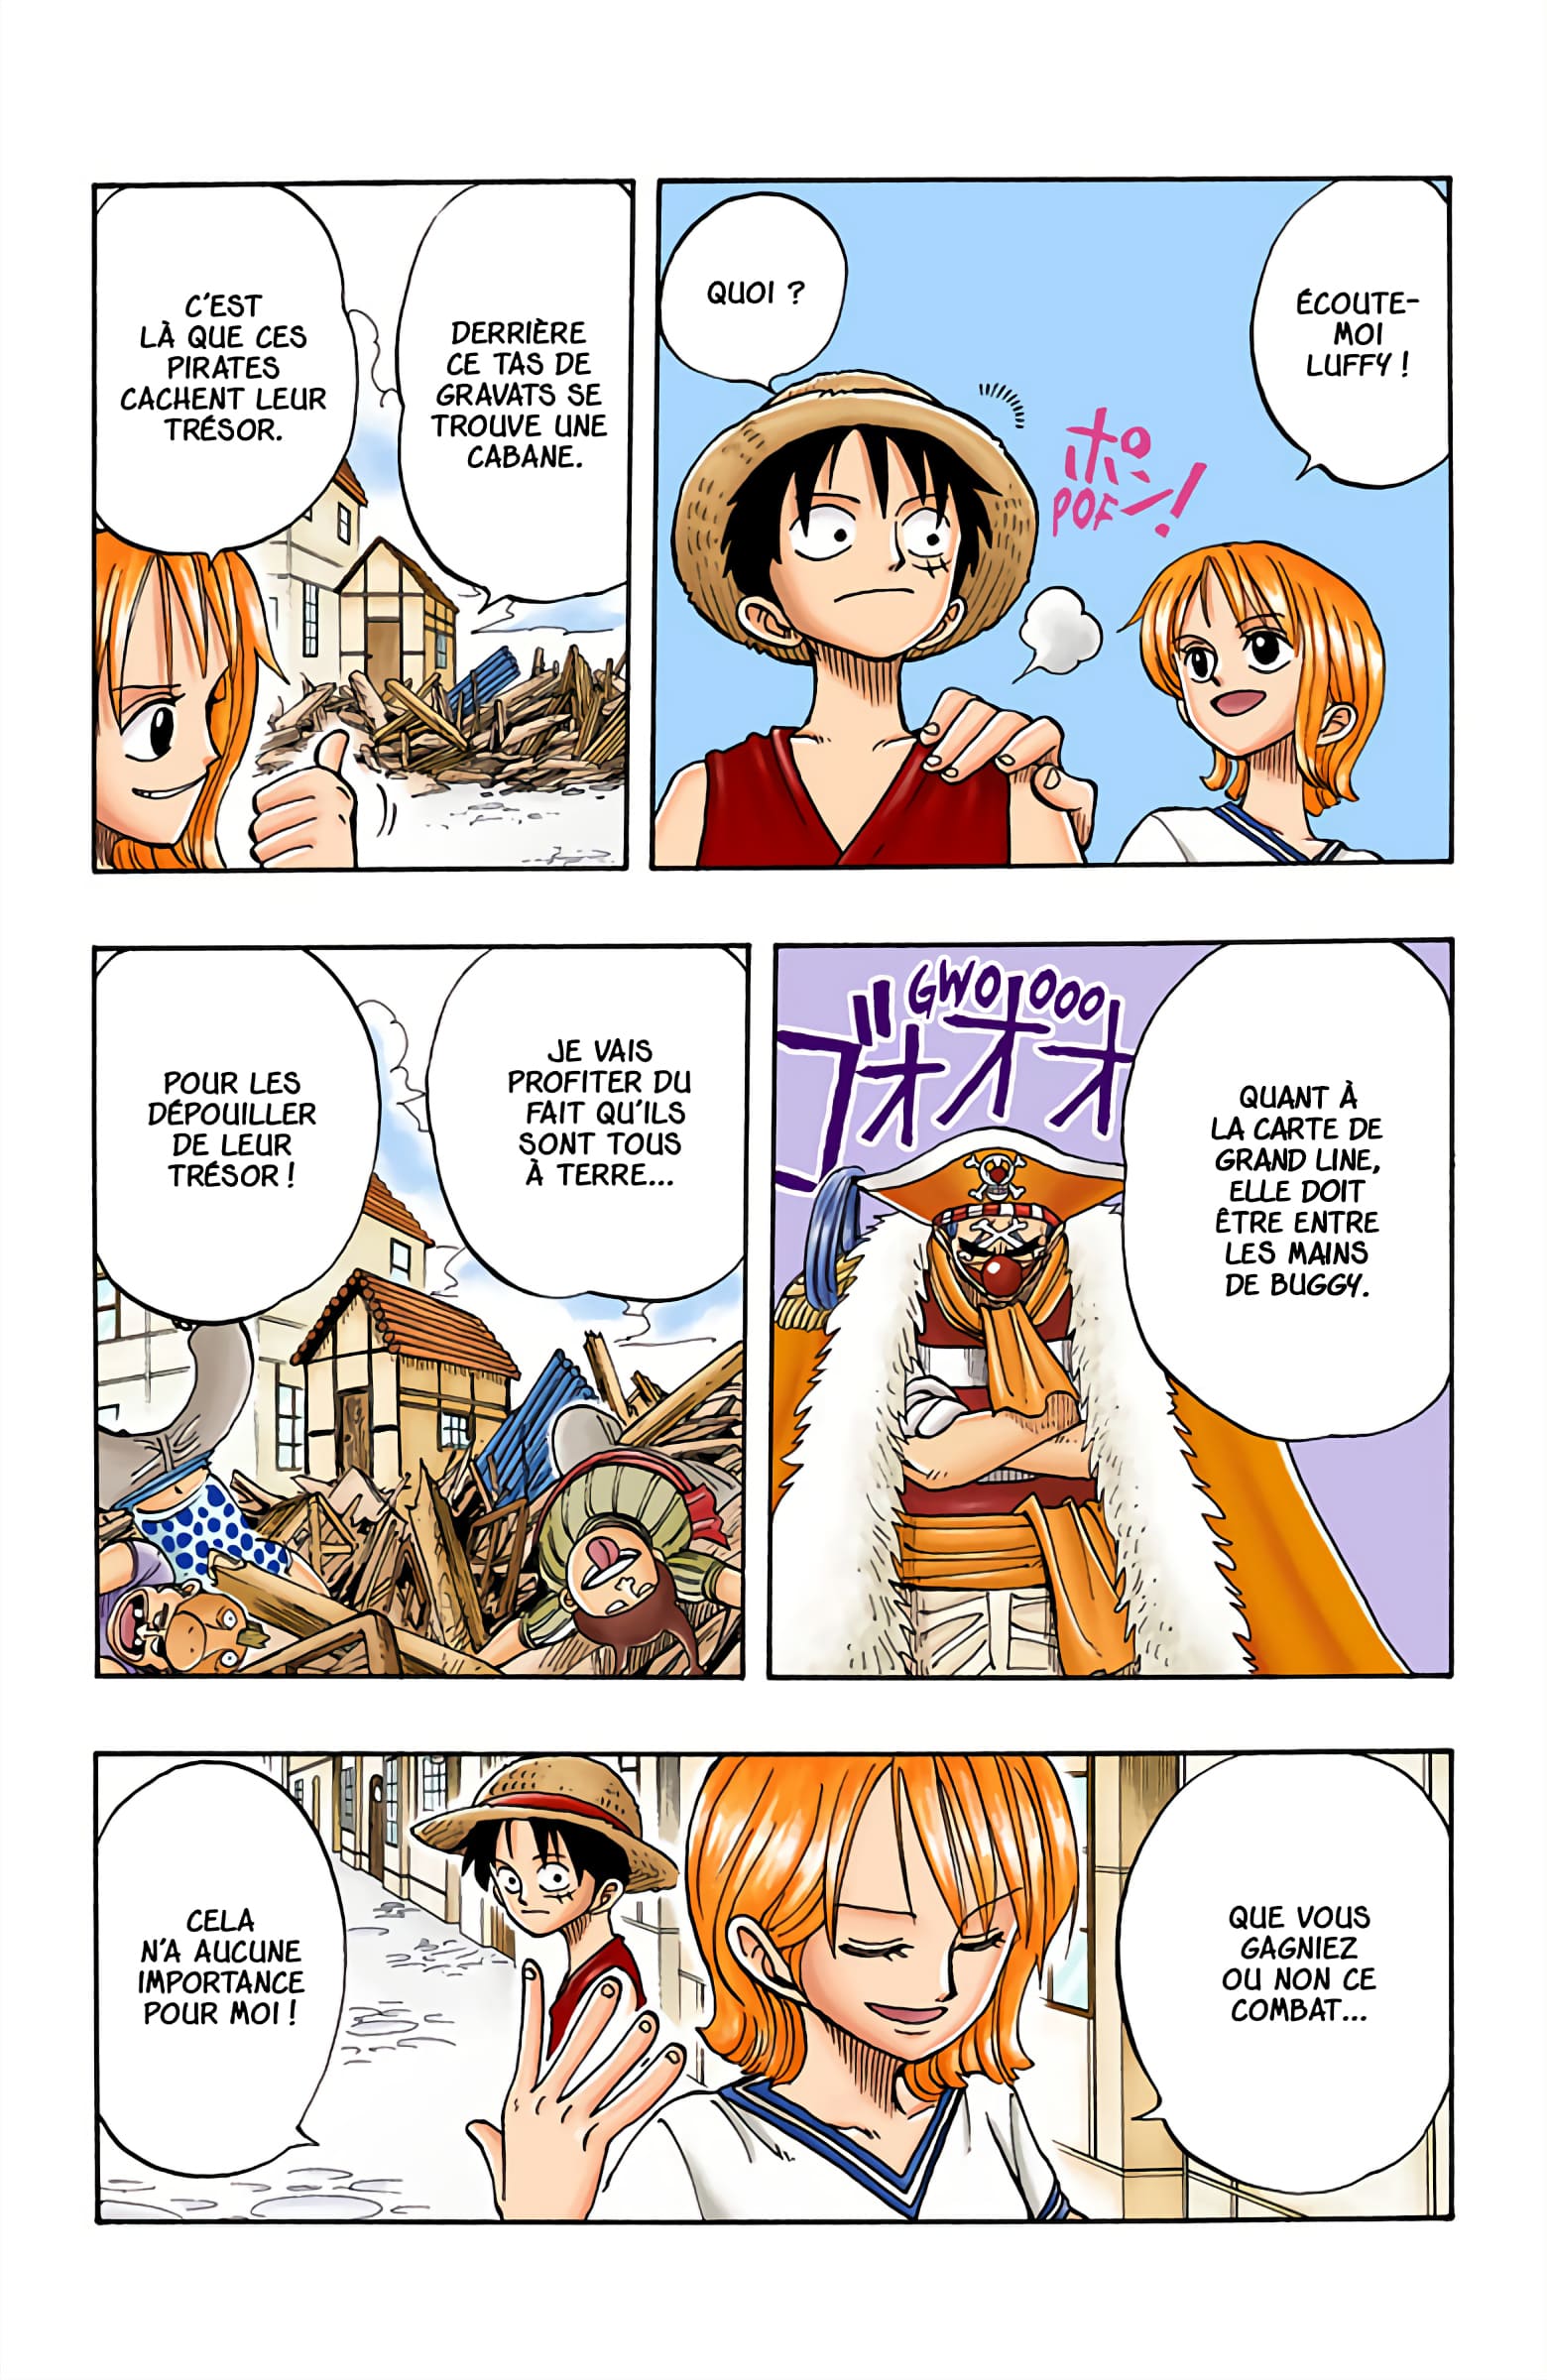 ÉCOUTE-
MOI
LUFFY !
QUOI ?
ポ
POF
ン!
DERRIÈRE
CE TAS DE
GRAVATS SE
TROUVE UNE
CABANE.
C'EST
LÀ QUE CES
PIRATES
CACHENT LEUR
TRÉSOR.
QUANT À
LA CARTE DE
GRAND LINE,
ELLE DOIT
ÊTRE ENTRE
LES MAINS
DE BUGGY.
GWOIOOO
ゴオオオ
JE VAIS
PROFITER DU
FAIT QU'ILS
SONT TOUS
À TERRE...
POUR LES
DÉPOUILLER
DE LEUR
TRÉSOR !
QUE VOUS
GAGNIEZ
OU NON CE
COMBAT...
CELA
N'A AUCUNE
IMPORTANCE
POUR MOI !